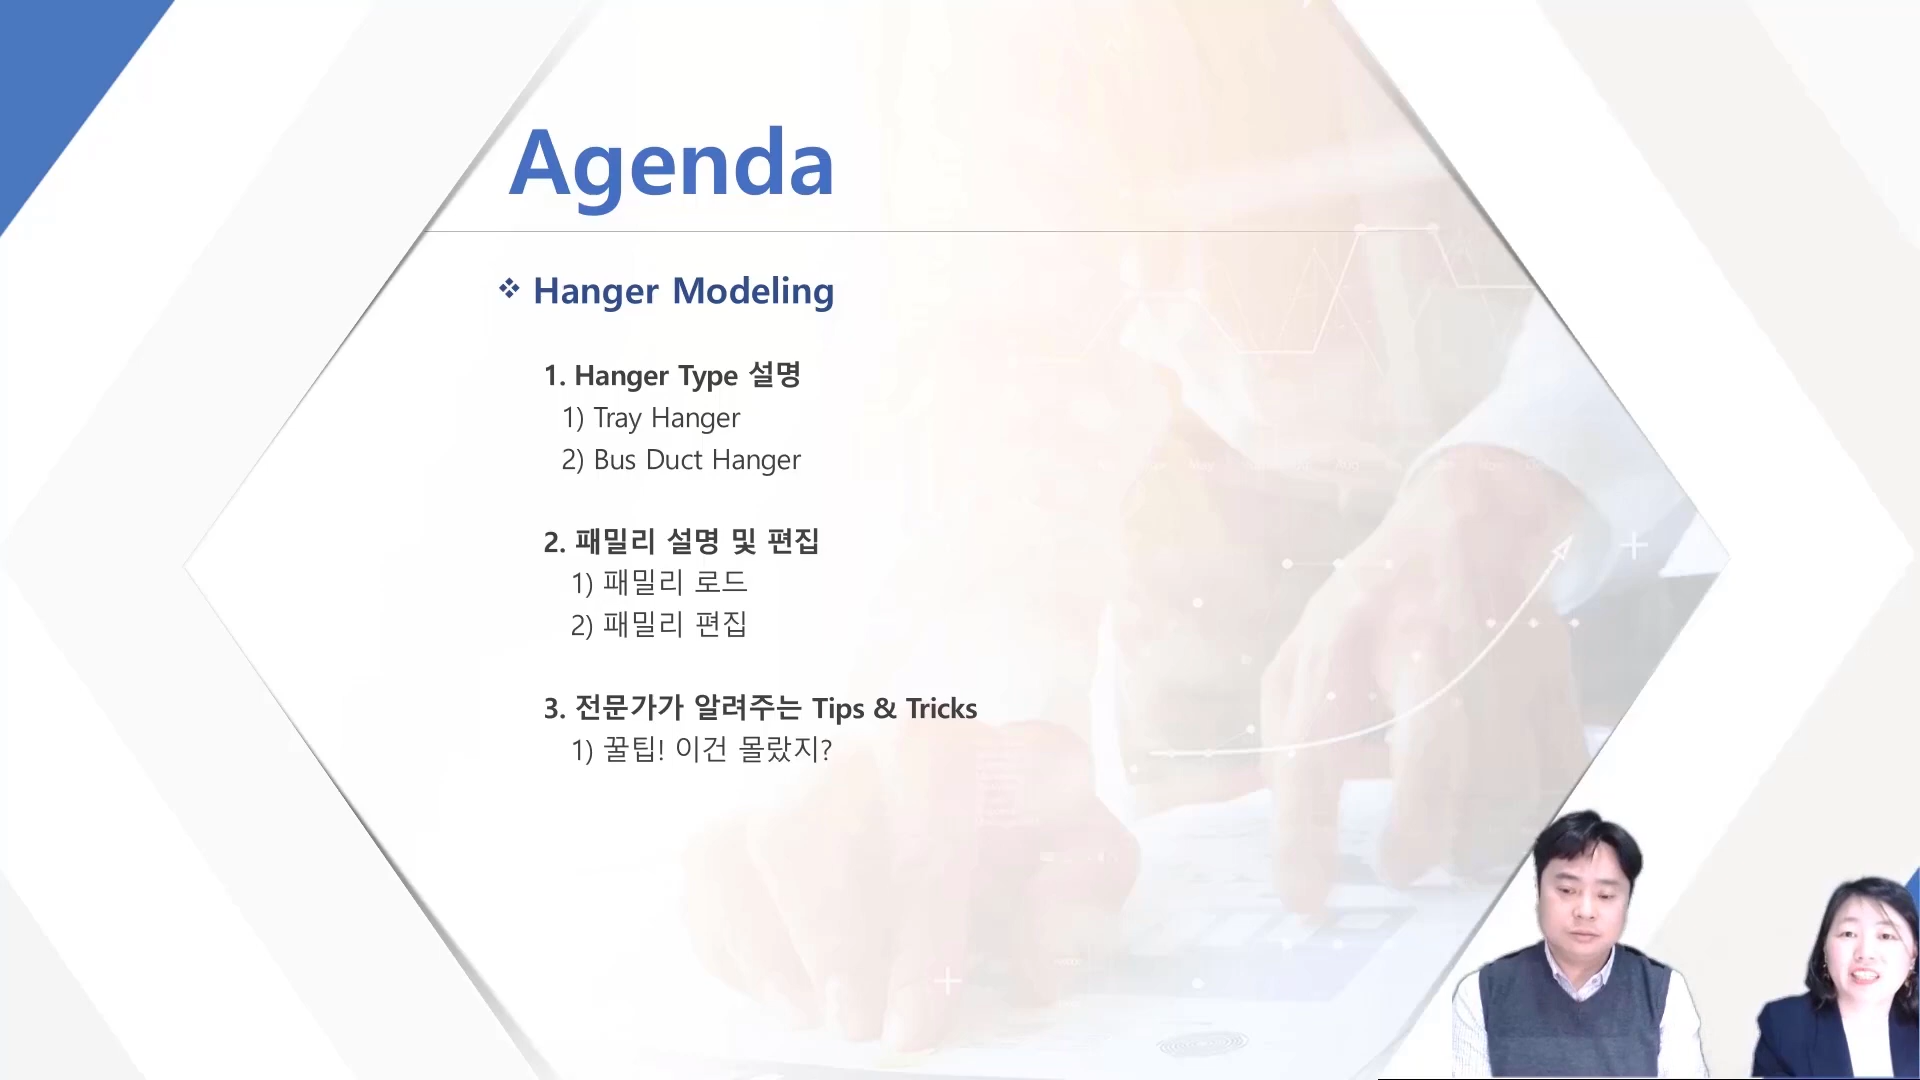 Agenda
❖ Hanger Modeling
1. Hanger Type 설명
1) Tray Hanger
2) Bus Duct Hanger
2. 패밀리 설명 및 편집
1) 패밀리 로드
2) 패밀리 편집
3. 전문가가 알려주는 Tips & Tricks
1) 꿀팁! 이건 몰랐지?